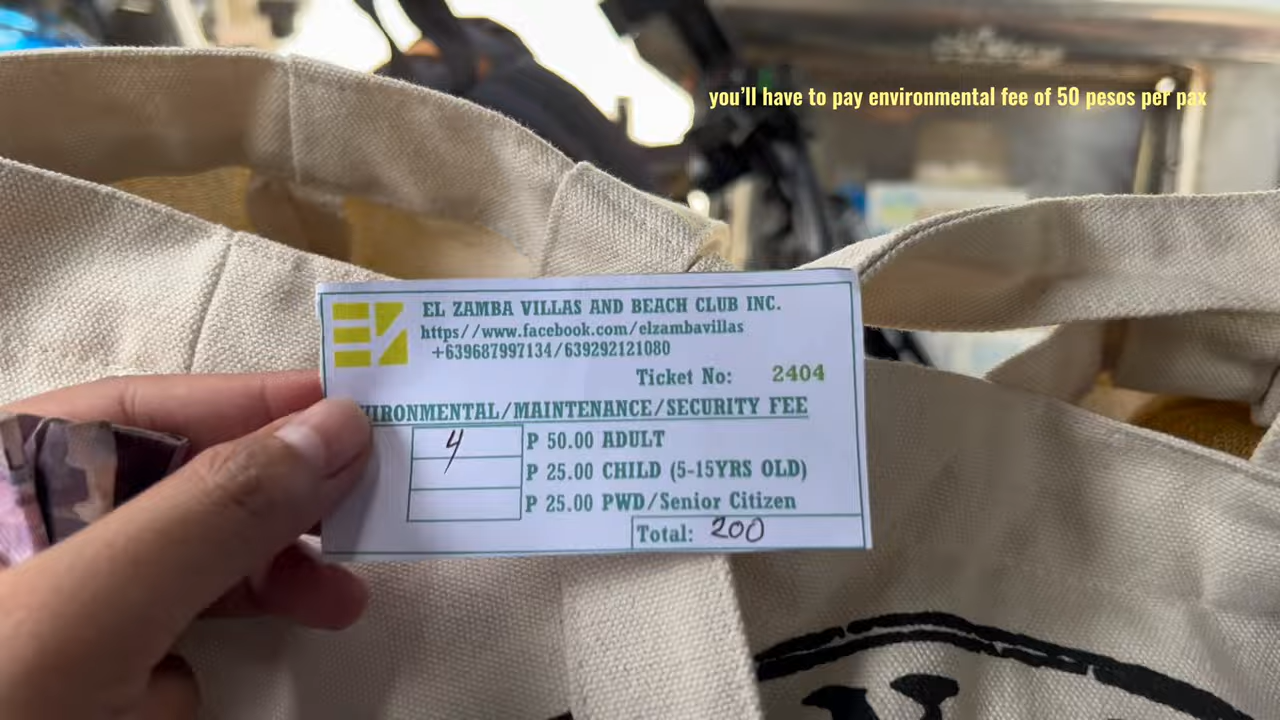 you'll have to pay environmental fee of 50 pesos per pax
EL ZAMBA VILLAS AND BEACH CLUB INC.
https//www.facebook.com/elzambavillas
+639687997134/639292121080
Ticket No: 2404
VIRONMENTAL/MAINTENANCE/SECURITY FEE
4 P 50.00 ADULT
P 25.00 CHILD (5-15YRS OLD)
P 25.00 PWD/Senior Citizen
Total: 200